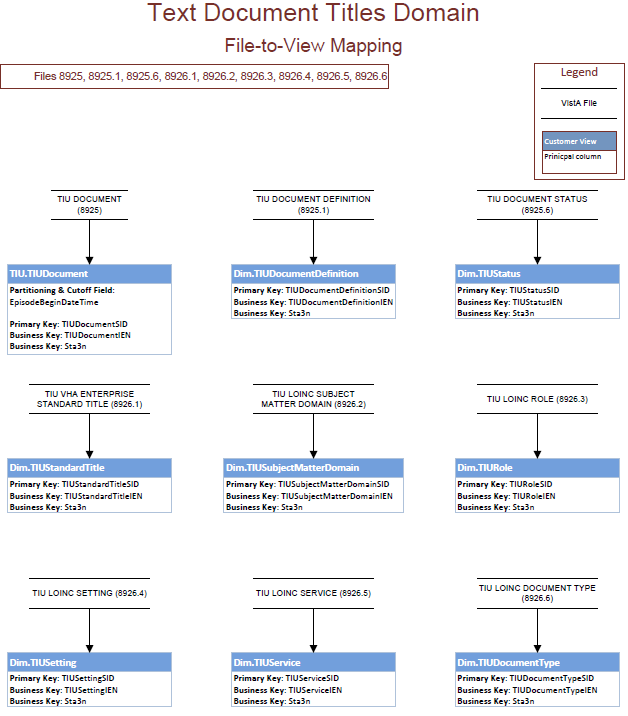 Text Document Titles Domain
File-to-View Mapping
Files 8925, 8925.1, 8925.6, 8926.1, 8926.2, 8926.3, 8926.4, 8926.5, 8926.6
Legend
VistA File
Customer View
Prinicpal column
TIU DOCUMENT
(8925)
TIU.TIUDocument
Partitioning & Cutoff Field:
EpisodeBeginDateTime
Primary Key: TIUDocumentSID
Business Key: TIUDocumentIEN
Business Key: Sta3n
TIU DOCUMENT DEFINITION
(8925.1)
Dim.TIUDocumentDefinition
Primary Key: TIUDocumentDefinitionSID
Business Key: TIUDocumentDefinitionIEN
Business Key: Sta3n
TIU DOCUMENT STATUS
(8925.6)
Dim.TIUStatus
Primary Key: TIUStatusSID
Business Key: TIUStatusIEN
Business Key: Sta3n
TIU VHA ENTERPRISE
STANDARD TITLE (8926.1)
Dim.TIUStandardTitle
Primary Key: TIUStandardTitleSID
Business Key: TIUStandardTitleIEN
Business Key: Sta3n
TIU LOINC SUBJECT
MATTER DOMAIN (8926.2)
Dim.TIUSubjectMatterDomain
Primary Key: TIUSubjectMatterDomainSID
Business Key: TIUSubjectMatterDomainIEN
Business Key: Sta3n
TIU LOINC ROLE (8926.3)
Dim.TIURole
Primary Key: TIURoleSID
Business Key: TIURoleIEN
Business Key: Sta3n
TIU LOINC SETTING (8926.4)
Dim.TIUSetting
Primary Key: TIUSettingSID
Business Key: TIUSettingIEN
Business Key: Sta3n
TIU LOINC SERVICE (8926.5)
Dim.TIUService
Primary Key: TIUServiceSID
Business Key: TIUServiceIEN
Business Key: Sta3n
TIU LOINC DOCUMENT TYPE
(8926.6)
Dim.TIUDocumentType
Primary Key: TIUDocumentTypeSID
Business Key: TIUDocumentTypeIEN
Business Key: Sta3n